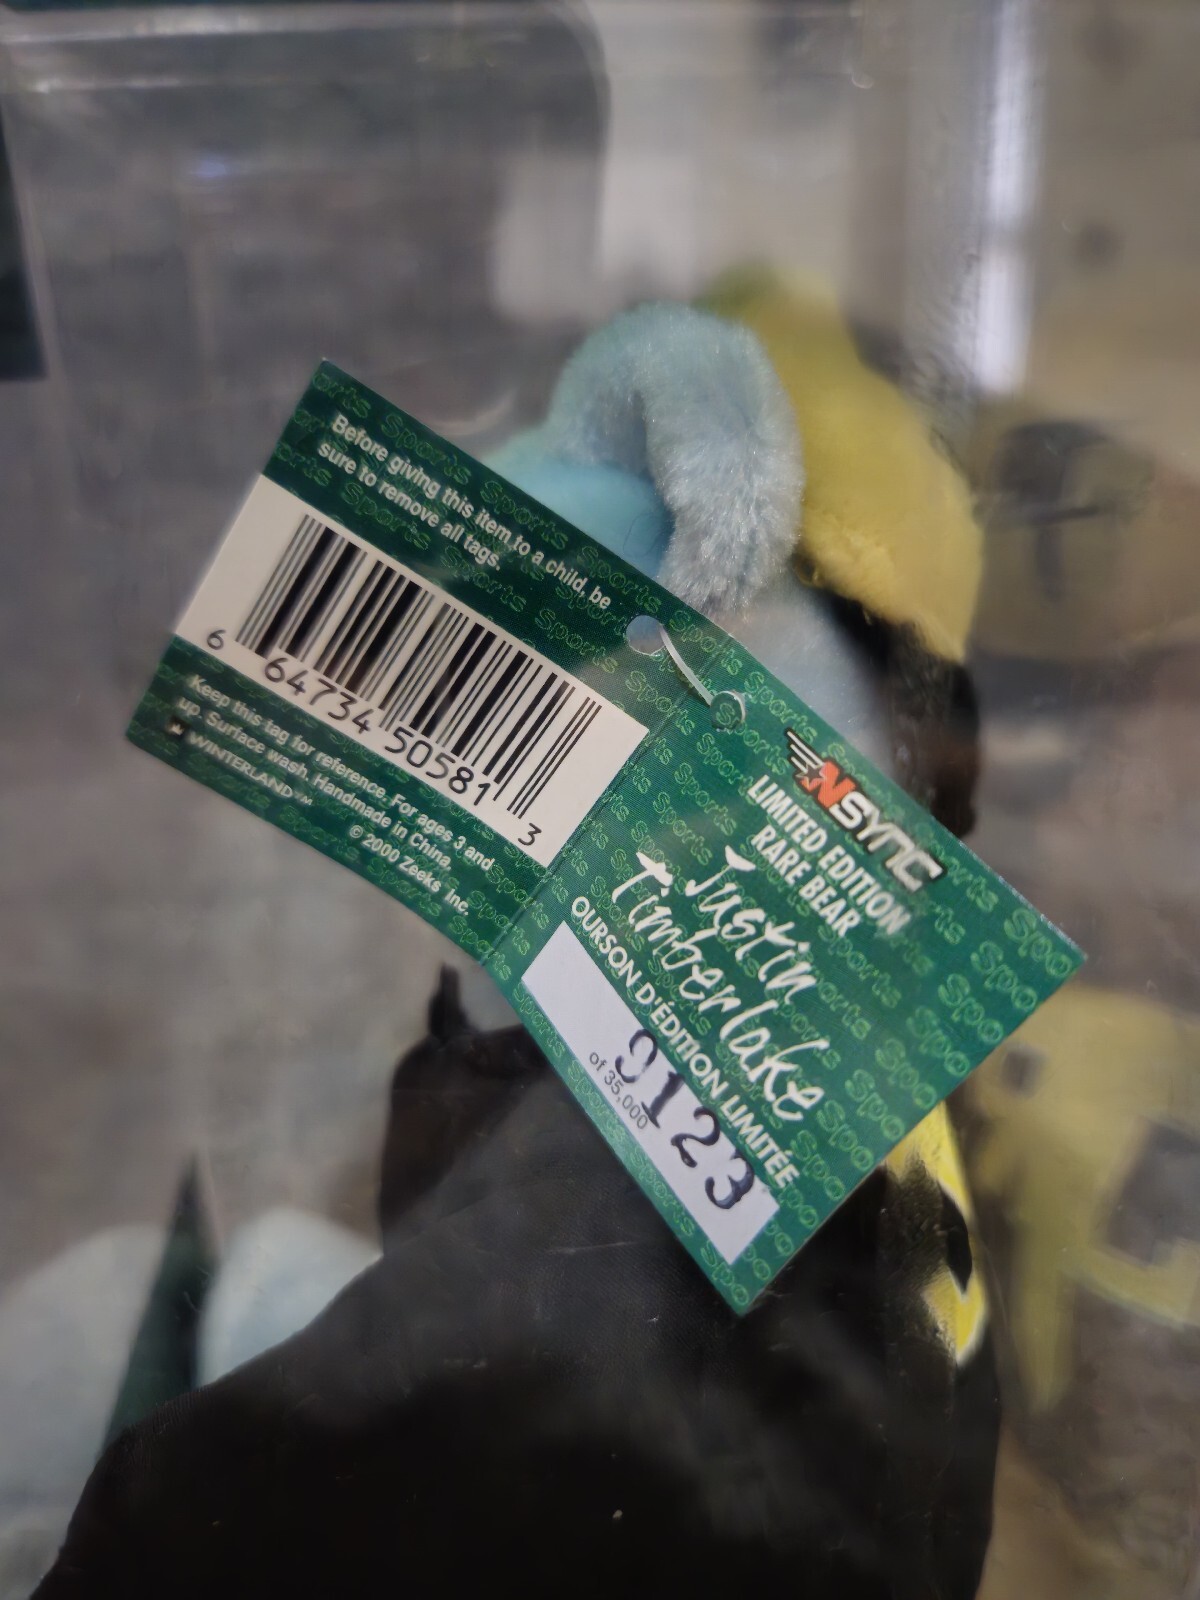 Before giving this item to a child, be
sure to remove all tags.
6 64734 50581 3
Keep this tag for reference. For ages 3 and
up. Surface wash. Handmade in China.
WINTERLAND™ © 2000 Zeeks Inc.
NSYNC
LIMITED EDITION
RARE BEAR
Justin
Timberlake
OURSON D'ÉDITION LIMITÉE
9123
of 35,000
Sports